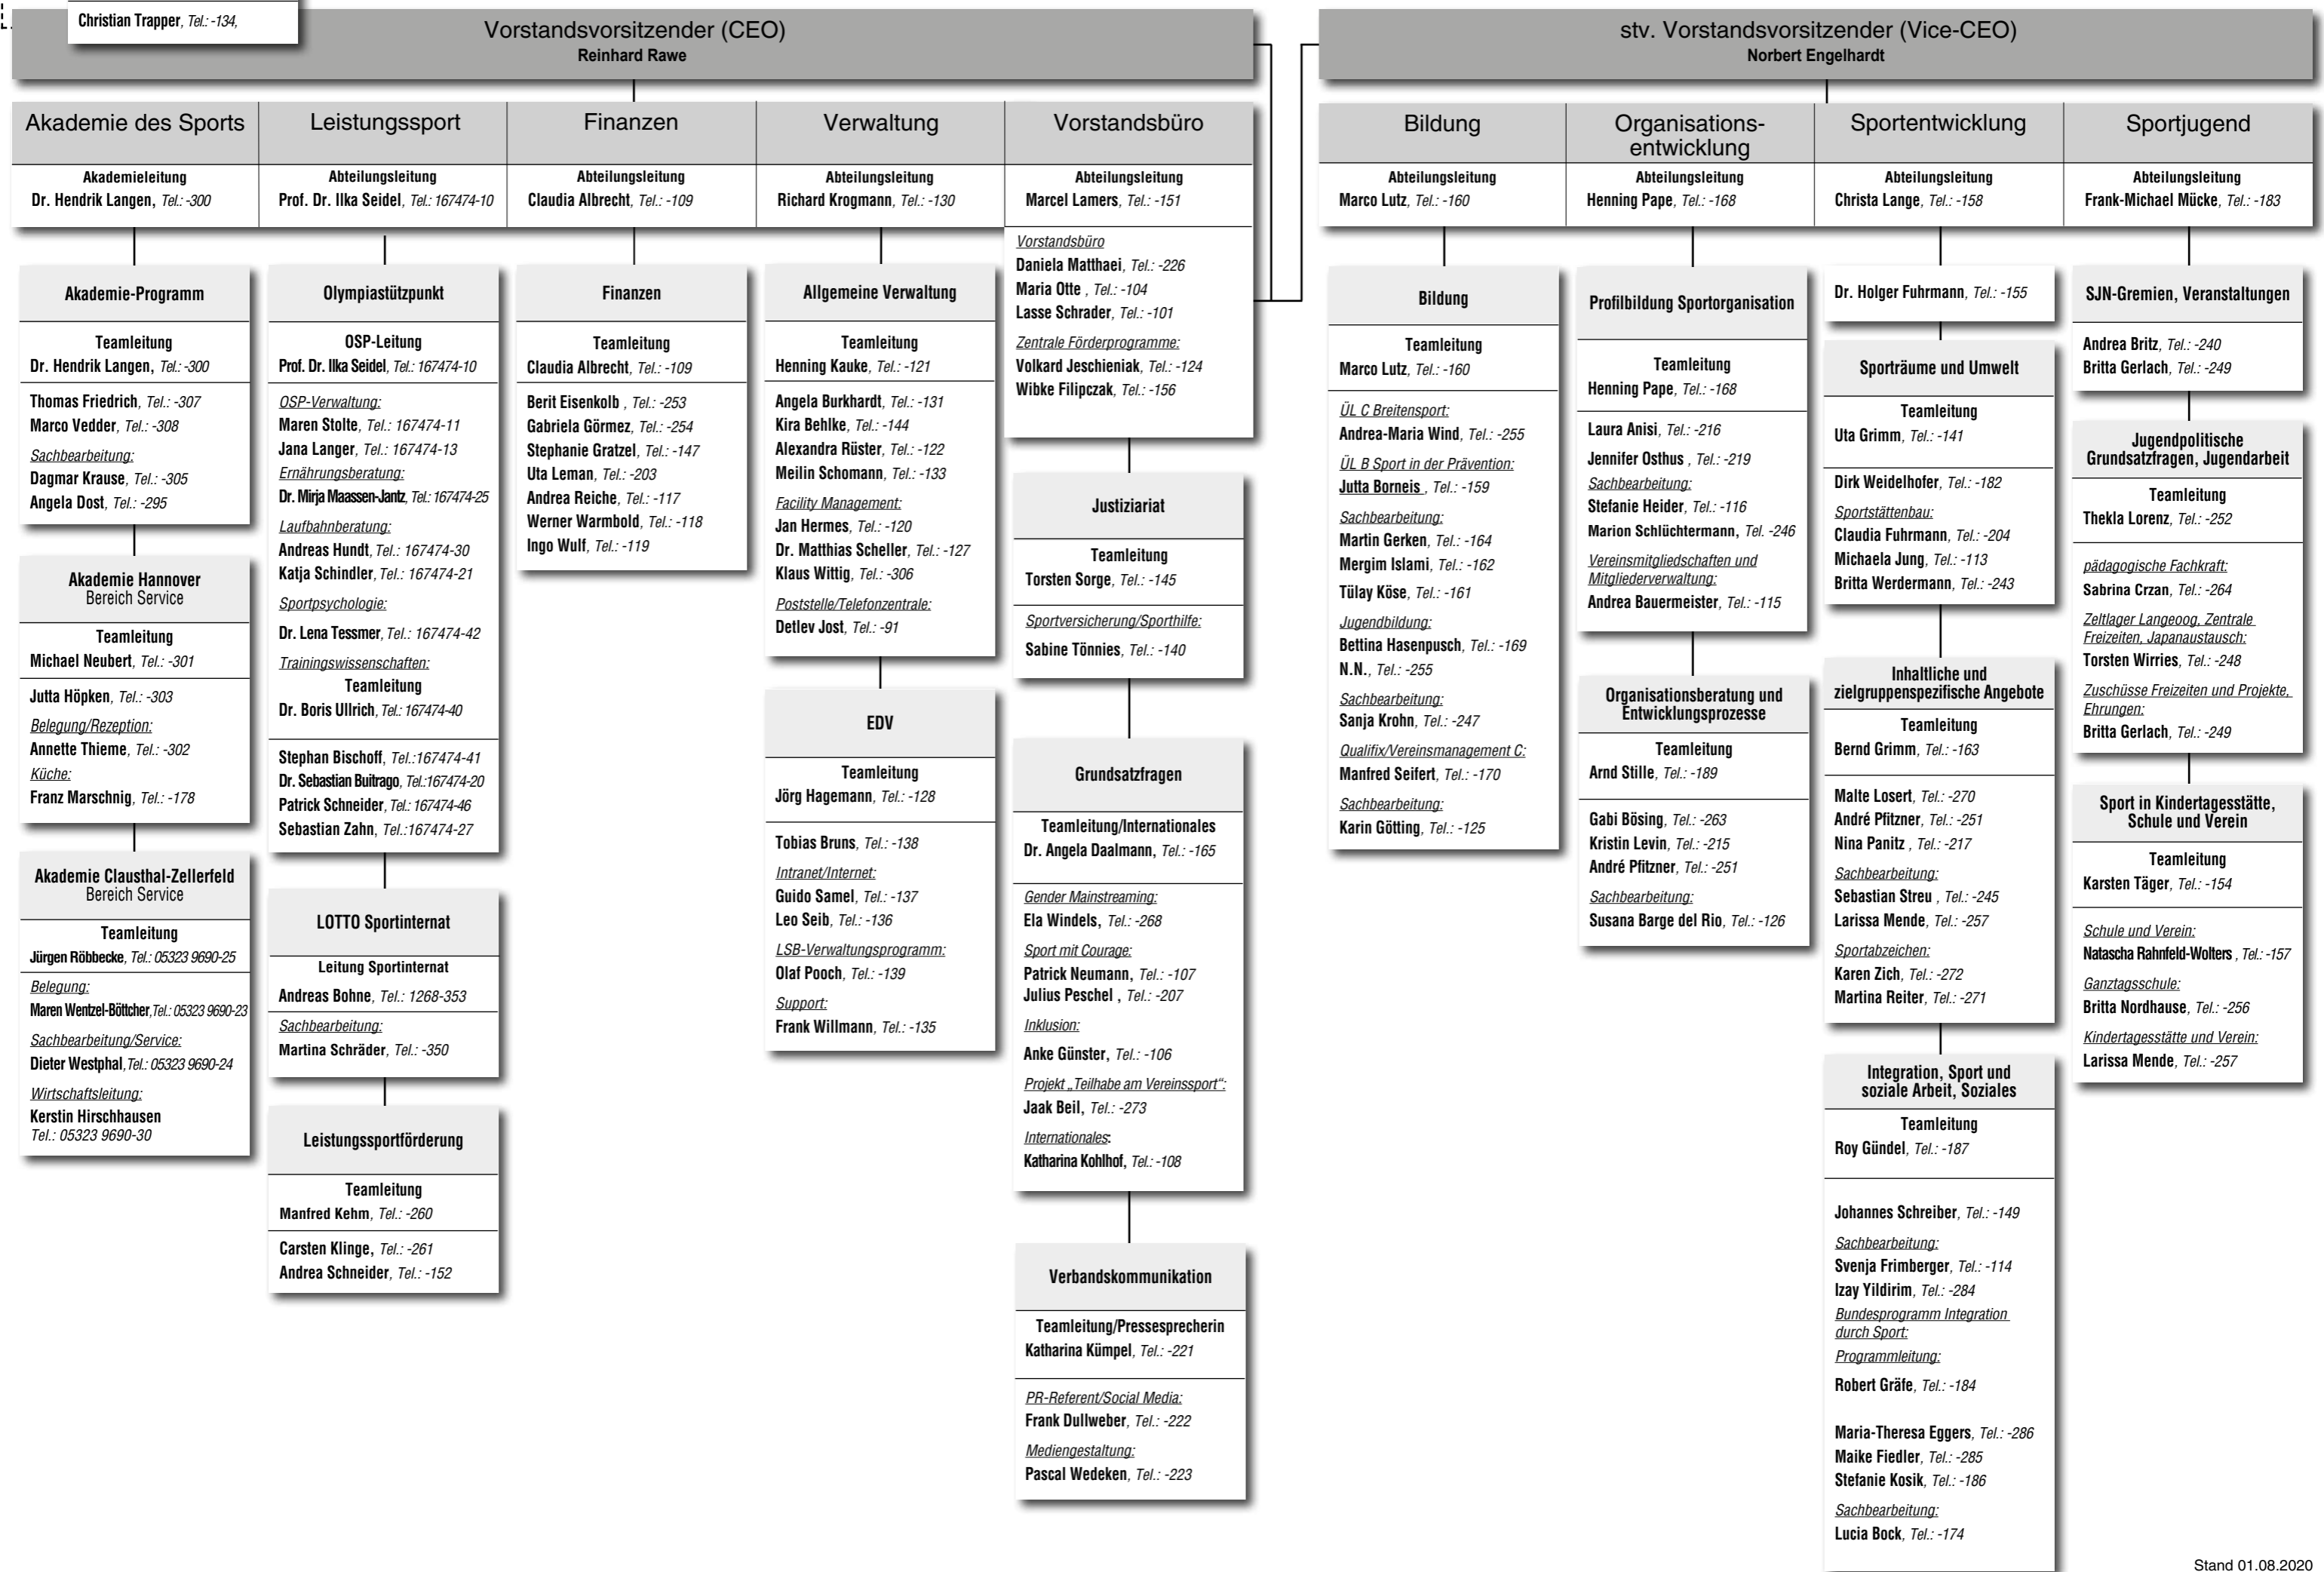 Christian Trapper, Tel.: -134,
Vorstandsvorsitzender (CEO)
Reinhard Rawe
stv. Vorstandsvorsitzender (Vice-CEO)
Norbert Engelhardt
Akademie des Sports
Akademieleitung
Dr. Hendrik Langen, Tel.: -300
Akademie-Programm
Teamleitung
Dr. Hendrik Langen, Tel.: -300
Thomas Friedrich, Tel.: -307
Marco Vedder, Tel.: -308
Sachbearbeitung:
Dagmar Krause, Tel.: -305
Angela Dost, Tel.: -295
Akademie Hannover
Bereich Service
Teamleitung
Michael Neubert, Tel.: -301
Jutta Höpken, Tel.: -303
Belegung/Rezeption:
Annette Thieme, Tel.: -302
Küche:
Franz Marschnig, Tel.: -178
Akademie Clausthal-Zellerfeld
Bereich Service
Teamleitung
Jürgen Röbbecke, Tel.: 05323 9690-25
Belegung:
Maren Wentzel-Böttcher,Tel.: 05323 9690-23
Sachbearbeitung/Service:
Dieter Westphal,Tel.: 05323 9690-24
Wirtschaftsleitung:
Kerstin Hirschhausen
Tel.: 05323 9690-30
Leistungssport
Abteilungsleitung
Prof. Dr. Ilka Seidel, Tel.: 167474-10
Olympiastützpunkt
OSP-Leitung
Prof. Dr. Ilka Seidel, Tel.: 167474-10
OSP-Verwaltung:
Maren Stolte, Tel.: 167474-11
Jana Langer, Tel.: 167474-13
Ernährungsberatung:
Dr. Mirja Maassen-Jantz, Tel.: 167474-25
Laufbahnberatung:
Andreas Hundt,Tel.: 167474-30
Katja Schindler,Tel.: 167474-21
Sportpsychologie:
Dr. Lena Tessmer,Tel.: 167474-42
Trainingswissenschaften:
Teamleitung
Dr. Boris Ullrich,Tel.: 167474-40
Stephan Bischoff, Tel.:167474-41
Dr. Sebastian Buitrago, Tel.:167474-20
Patrick Schneider,Tel.: 167474-46
Sebastian Zahn, Tel.:167474-27
LOTTO Sportinternat
Leitung Sportinternat
Andreas Bohne, Tel.: 1268-353
Sachbearbeitung:
Martina Schräder, Tel.: -350
Leistungssportförderung
Teamleitung
Manfred Kehm, Tel.: -260
Carsten Klinge, Tel.: -261
Andrea Schneider, Tel.: -152
Finanzen
Abteilungsleitung
Claudia Albrecht, Tel.: -109
Finanzen
Teamleitung
Claudia Albrecht, Tel.: -109
Berit Eisenkolb , Tel.: -253
Gabriela Görmez, Tel.: -254
Stephanie Gratzel, Tel.: -147
Uta Leman, Tel.: -203
Andrea Reiche, Tel.: -117
Werner Warmbold, Tel.: -118
Ingo Wulf, Tel.: -119
Verwaltung
Abteilungsleitung
Richard Krogmann, Tel.: -130
Allgemeine Verwaltung
Teamleitung
Henning Kauke, Tel.: -121
Angela Burkhardt, Tel.: -131
Kira Behlke, Tel.: -144
Alexandra Rüster, Tel.: -122
Meilin Schomann, Tel.: -133
Facility Management:
Jan Hermes, Tel.: -120
Dr. Matthias Scheller, Tel.: -127
Klaus Wittig, Tel.: -306
Poststelle/Telefonzentrale:
Detlev Jost, Tel.: -91
EDV
Teamleitung
Jörg Hagemann, Tel.: -128
Tobias Bruns, Tel.: -138
Intranet/Internet:
Guido Samel, Tel.: -137
Leo Seib, Tel.: -136
LSB-Verwaltungsprogramm:
Olaf Pooch, Tel.: -139
Support:
Frank Willmann, Tel.: -135
Vorstandsbüro
Abteilungsleitung
Marcel Lamers, Tel.: -151
Vorstandsbüro
Daniela Matthaei, Tel.: -226
Maria Otte , Tel.: -104
Lasse Schrader, Tel.: -101
Zentrale Förderprogramme:
Volkard Jeschieniak, Tel.: -124
Wibke Filipczak, Tel.: -156
Justiziariat
Teamleitung
Torsten Sorge, Tel.: -145
Sportversicherung/Sporthilfe:
Sabine Tönnies, Tel.: -140
Grundsatzfragen
Teamleitung/Internationales
Dr. Angela Daalmann, Tel.: -165
Gender Mainstreaming:
Ela Windels, Tel.: -268
Sport mit Courage:
Patrick Neumann, Tel.: -107
Julius Peschel , Tel.: -207
Inklusion:
Anke Günster, Tel.: -106
Projekt „Teilhabe am Vereinssport“:
Jaak Beil, Tel.: -273
Internationales:
Katharina Kohlhof, Tel.: -108
Verbandskommunikation
Teamleitung/Pressesprecherin
Katharina Kümpel, Tel.: -221
PR-Referent/Social Media:
Frank Dullweber, Tel.: -222
Mediengestaltung:
Pascal Wedeken, Tel.: -223
Bildung
Abteilungsleitung
Marco Lutz, Tel.: -160
Bildung
Teamleitung
Marco Lutz, Tel.: -160
ÜL C Breitensport:
Andrea-Maria Wind, Tel.: -255
ÜL B Sport in der Prävention:
Jutta Borneis , Tel.: -159
Sachbearbeitung:
Martin Gerken, Tel.: -164
Mergim Islami, Tel.: -162
Tülay Köse, Tel.: -161
Jugendbildung:
Bettina Hasenpusch, Tel.: -169
N.N., Tel.: -255
Sachbearbeitung:
Sanja Krohn, Tel.: -247
Qualifix/Vereinsmanagement C:
Manfred Seifert, Tel.: -170
Sachbearbeitung:
Karin Götting, Tel.: -125
Organisations-
entwicklung
Abteilungsleitung
Henning Pape, Tel.: -168
Profilbildung Sportorganisation
Teamleitung
Henning Pape, Tel.: -168
Laura Anisi, Tel.: -216
Jennifer Osthus , Tel.: -219
Sachbearbeitung:
Stefanie Heider, Tel.: -116
Marion Schlüchtermann, Tel. -246
Vereinsmitgliedschaften und
Mitgliederverwaltung:
Andrea Bauermeister, Tel.: -115
Organisationsberatung und
Entwicklungsprozesse
Teamleitung
Arnd Stille, Tel.: -189
Gabi Bösing, Tel.: -263
Kristin Levin, Tel.: -215
André Pfitzner, Tel.: -251
Sachbearbeitung:
Susana Barge del Rio, Tel.: -126
Sportentwicklung
Abteilungsleitung
Christa Lange, Tel.: -158
Dr. Holger Fuhrmann, Tel.: -155
Sporträume und Umwelt
Teamleitung
Uta Grimm, Tel.: -141
Dirk Weidelhofer, Tel.: -182
Sportstättenbau:
Claudia Fuhrmann, Tel.: -204
Michaela Jung, Tel.: -113
Britta Werdermann, Tel.: -243
Inhaltliche und
zielgruppenspezifische Angebote
Teamleitung
Bernd Grimm, Tel.: -163
Malte Losert, Tel.: -270
André Pfitzner, Tel.: -251
Nina Panitz , Tel.: -217
Sachbearbeitung:
Sebastian Streu , Tel.: -245
Larissa Mende, Tel.: -257
Sportabzeichen:
Karen Zich, Tel.: -272
Martina Reiter, Tel.: -271
Integration, Sport und
soziale Arbeit, Soziales
Teamleitung
Roy Gündel, Tel.: -187
Johannes Schreiber, Tel.: -149
Sachbearbeitung:
Svenja Frimberger, Tel.: -114
Izay Yildirim, Tel.: -284
Bundesprogramm Integration
durch Sport:
Programmleitung:
Robert Gräfe, Tel.: -184
Maria-Theresa Eggers, Tel.: -286
Maike Fiedler, Tel.: -285
Stefanie Kosik, Tel.: -186
Sachbearbeitung:
Lucia Bock, Tel.: -174
Sportjugend
Abteilungsleitung
Frank-Michael Mücke, Tel.: -183
SJN-Gremien, Veranstaltungen
Andrea Britz, Tel.: -240
Britta Gerlach, Tel.: -249
Jugendpolitische
Grundsatzfragen, Jugendarbeit
Teamleitung
Thekla Lorenz, Tel.: -252
pädagogische Fachkraft:
Sabrina Crzan, Tel.: -264
Zeltlager Langeoog, Zentrale
Freizeiten, Japanaustausch:
Torsten Wirries, Tel.: -248
Zuschüsse Freizeiten und Projekte,
Ehrungen:
Britta Gerlach, Tel.: -249
Sport in Kindertagesstätte,
Schule und Verein
Teamleitung
Karsten Täger, Tel.: -154
Schule und Verein:
Natascha Rahnfeld-Wolters , Tel.: -157
Ganztagsschule:
Britta Nordhause, Tel.: -256
Kindertagesstätte und Verein:
Larissa Mende, Tel.: -257
Stand 01.08.2020